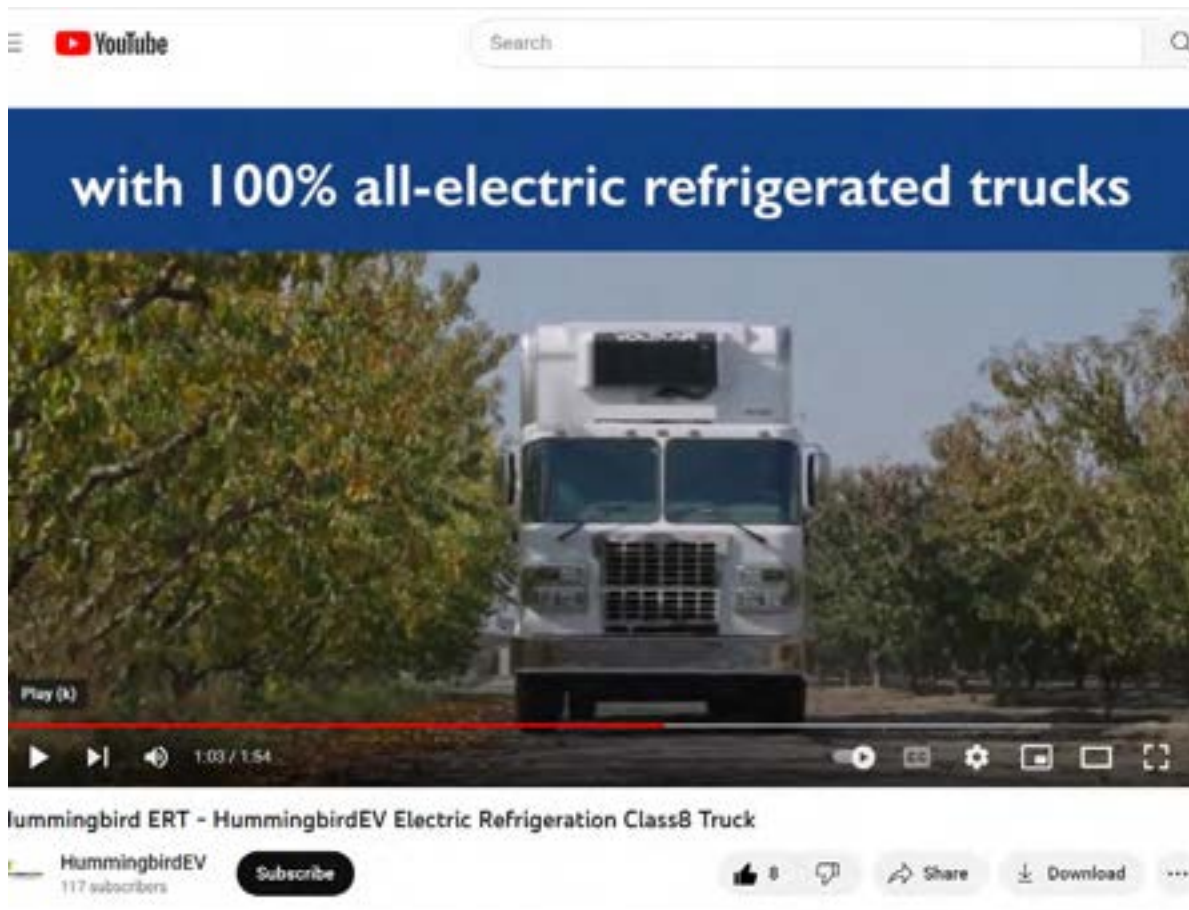 YouTube
Search
with 100% all-electric refrigerated trucks
Play (k)
1:03 / 1:54
CC
ummingbird ERT - HummingbirdEV Electric Refrigeration Class8 Truck
HummingbirdEV
Subscribe
117 subscribers
8
Share
Download